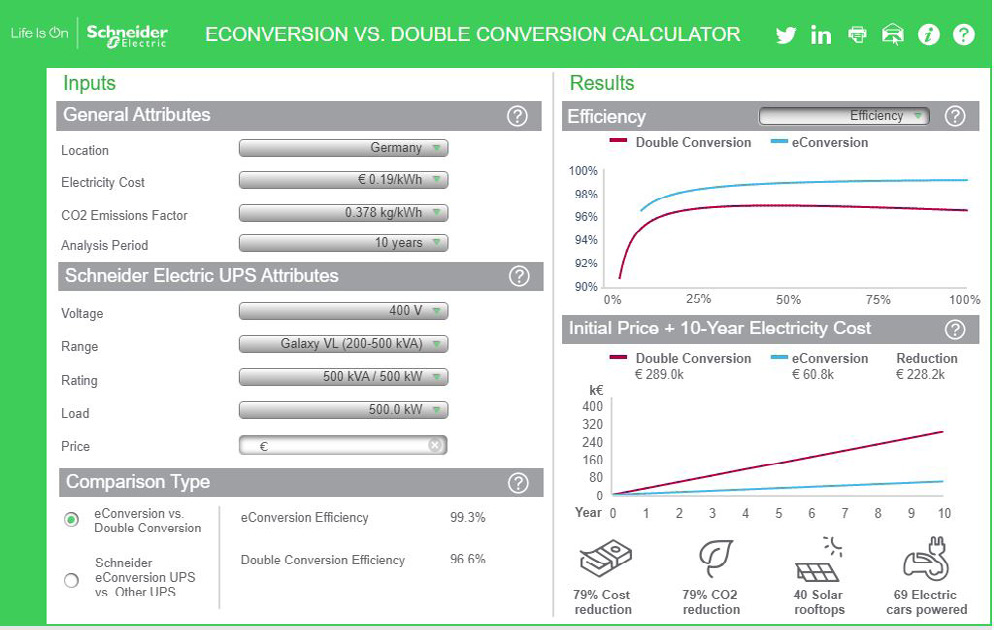 Life Is On
Schneider Electric
ECONVERSION VS. DOUBLE CONVERSION CALCULATOR
Inputs
General Attributes
Location
Germany
Electricity Cost
€ 0.19/kWh
CO2 Emissions Factor
0.378 kg/kWh
Analysis Period
10 years
Schneider Electric UPS Attributes
Voltage
400 V
Range
Galaxy VL (200-500 kVA)
Rating
500 kVA / 500 kW
Load
500.0 kW
Price
€
Comparison Type
eConversion vs.
Double Conversion
Schneider
eConversion UPS
vs. Other UPS
eConversion Efficiency
99.3%
Double Conversion Efficiency
96.6%
Results
Efficiency
Efficiency
Double Conversion
eConversion
100%
98%
96%
94%
92%
90%
0% 25% 50% 75% 100%
Initial Price + 10-Year Electricity Cost
Double Conversion
€ 289.0k
eConversion
€ 60.8k
Reduction
€ 228.2k
k€
400
320
240
160
80
0
Year 0 1 2 3 4 5 6 7 8 9 10
79% Cost
reduction
79% CO2
reduction
40 Solar
rooftops
69 Electric
cars powered